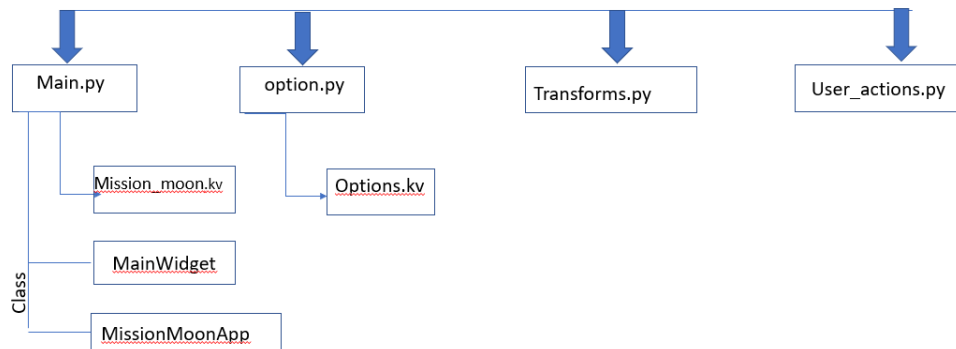 Main.py
option.py
Transforms.py
User_actions.py
Mission_moon.kv
Options.kv
MainWidget
Class
MissionMoonApp